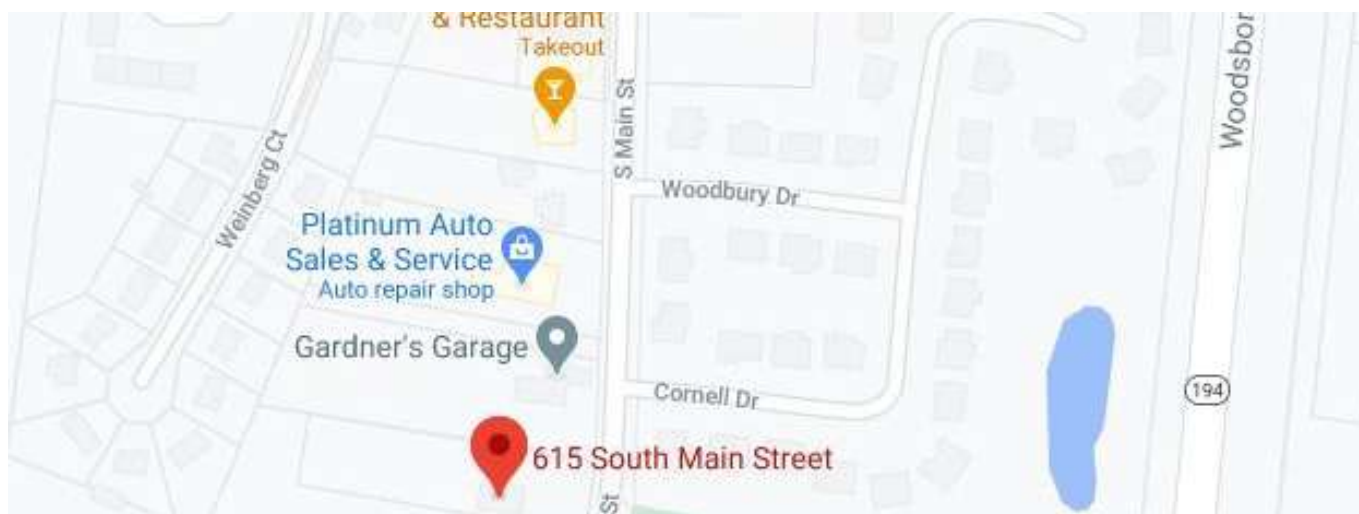 & Restaurant
Takeout
S Main St
Woodsbor
Weinberg Ct
Woodbury Dr
Platinum Auto
Sales & Service
Auto repair shop
Gardner's Garage
Cornell Dr
194
615 South Main Street
St